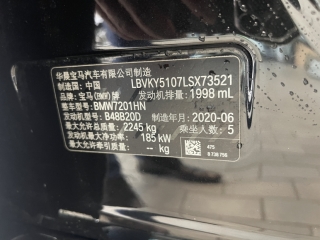 华晨宝马汽车有限公司制造
制造国: 中国 LBVKY5107LSX73521
品牌: 宝马(BMW)牌 发动机排量: 1998 mL
整车型号: BMW7201HN
发动机型号: B48B20D 制造年月: 2020-06
最大允许总质量: 2245 kg 乘坐人数: 5
发动机最大净功率: 185 kW
最大允许牵引质量: -- kg
475